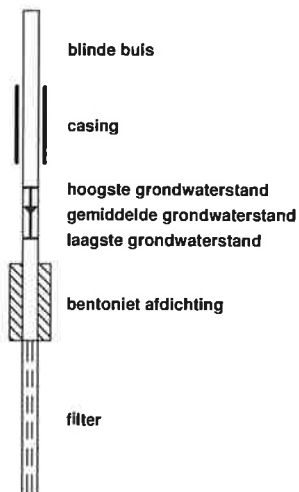 blinde buis
casing
hoogste grondwaterstand
gemiddelde grondwaterstand
laagste grondwaterstand
bentoniet afdichting
filter